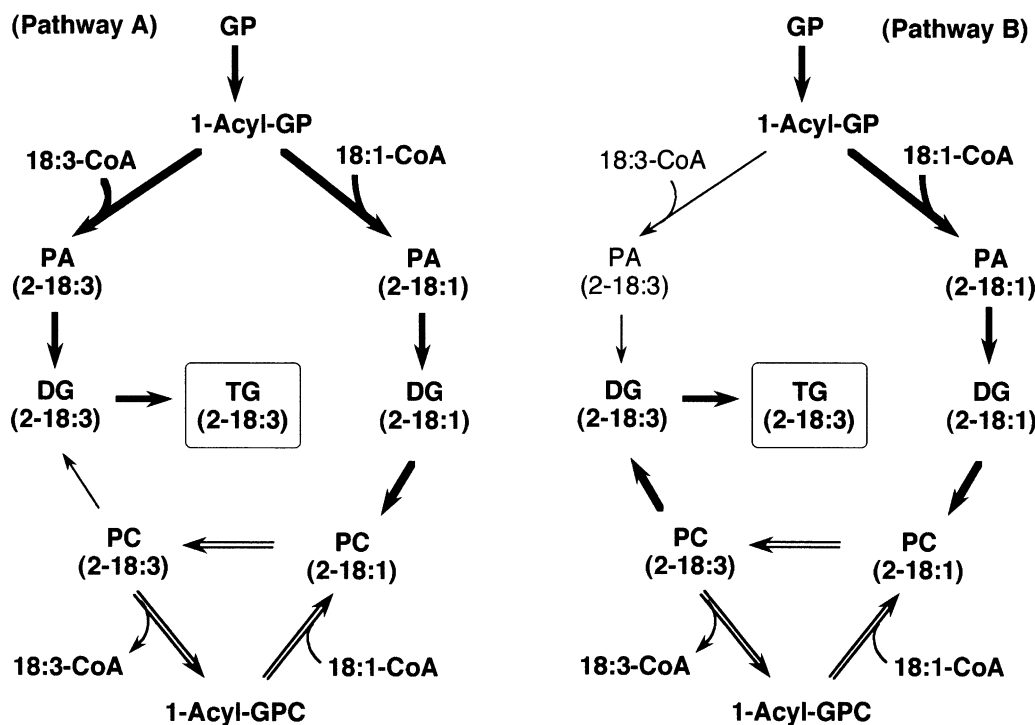 (Pathway A)
GP
1-Acyl-GP
18:3-CoA
18:1-CoA
PA
(2-18:3)
PA
(2-18:1)
DG
(2-18:3)
TG
(2-18:3)
DG
(2-18:1)
PC
(2-18:3)
PC
(2-18:1)
18:3-CoA
18:1-CoA
1-Acyl-GPC
GP
(Pathway B)
1-Acyl-GP
18:3-CoA
18:1-CoA
PA
(2-18:3)
PA
(2-18:1)
DG
(2-18:3)
TG
(2-18:3)
DG
(2-18:1)
PC
(2-18:3)
PC
(2-18:1)
18:3-CoA
18:1-CoA
1-Acyl-GPC